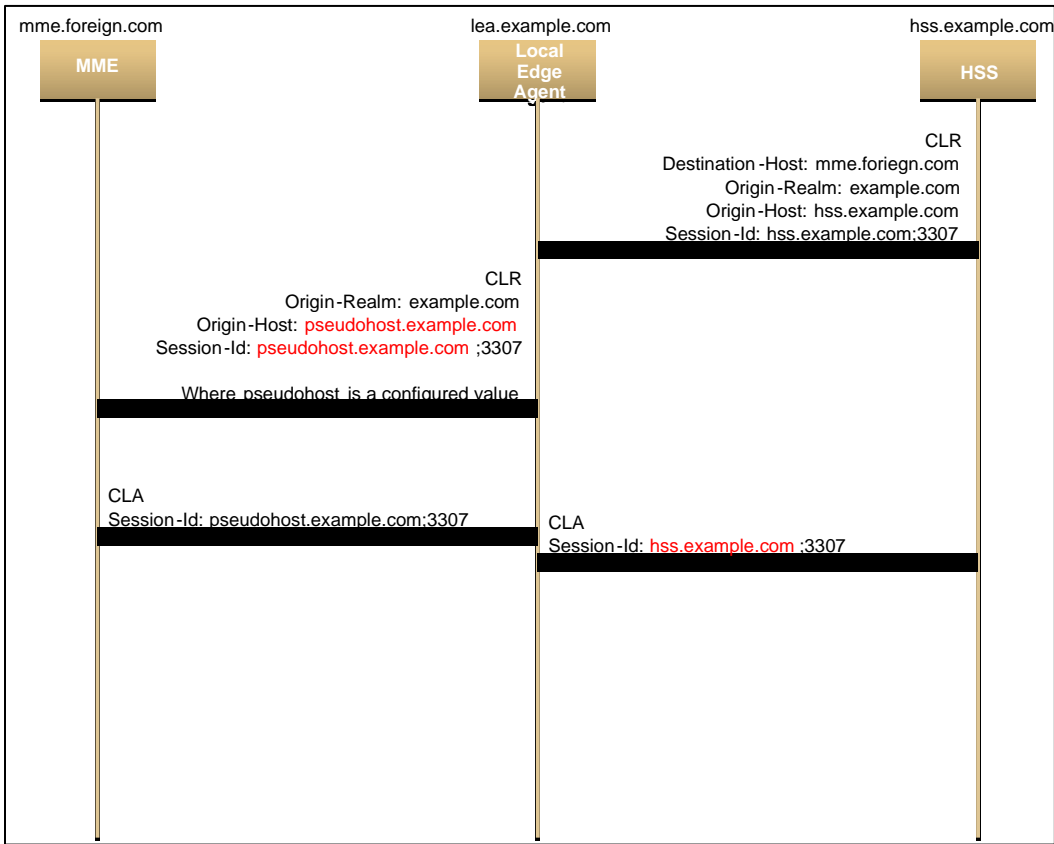 mme.foreign.com
lea.example.com
hss.example.com
MME
Local
Edge
Agent
HSS
CLR
Destination-Host: mme.foriegn.com
Origin-Realm: example.com
Origin-Host: hss.example.com
Session-Id: hss.example.com;3307
CLR
Origin-Realm: example.com
Origin-Host: pseudohost.example.com
Session-Id: pseudohost.example.com ;3307
Where pseudohost is a configured value
CLA
Session-Id: pseudohost.example.com;3307
CLA
Session-Id: hss.example.com ;3307